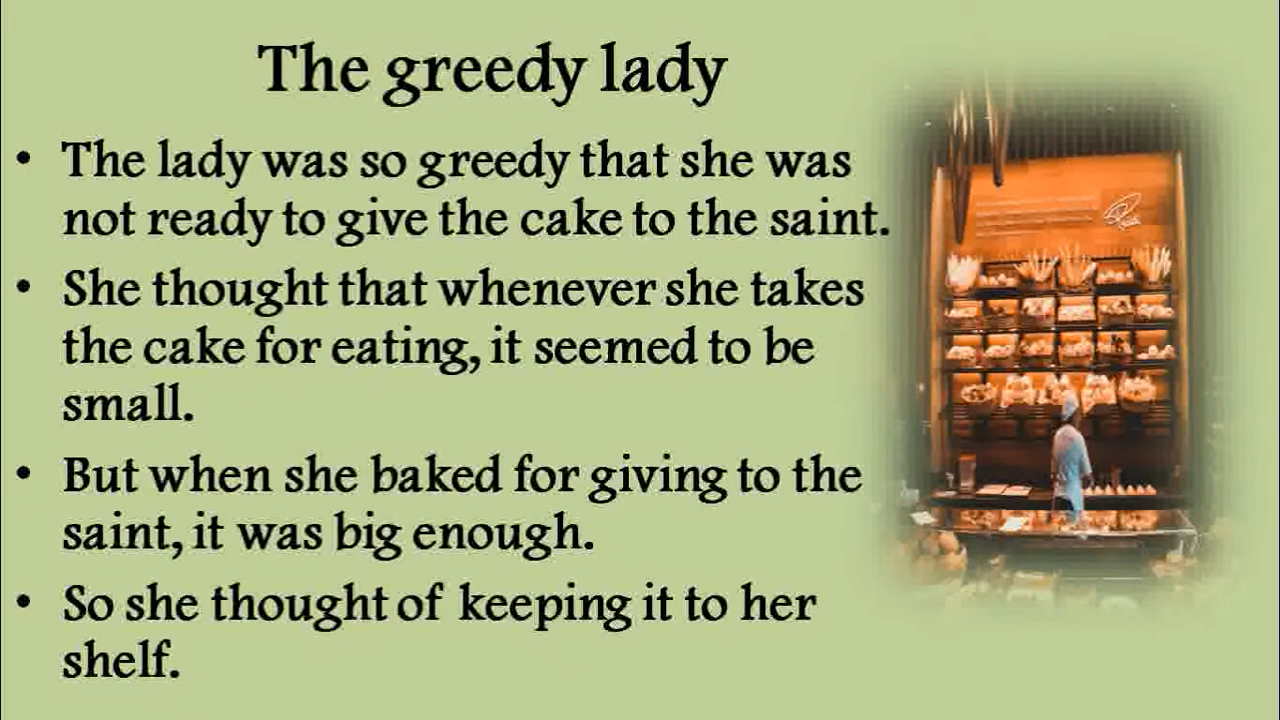 The greedy lady
• The lady was so greedy that she was
not ready to give the cake to the saint.
• She thought that whenever she takes
the cake for eating, it seemed to be
small.
• But when she baked for giving to the
saint, it was big enough.
• So she thought of keeping it to her
shelf.